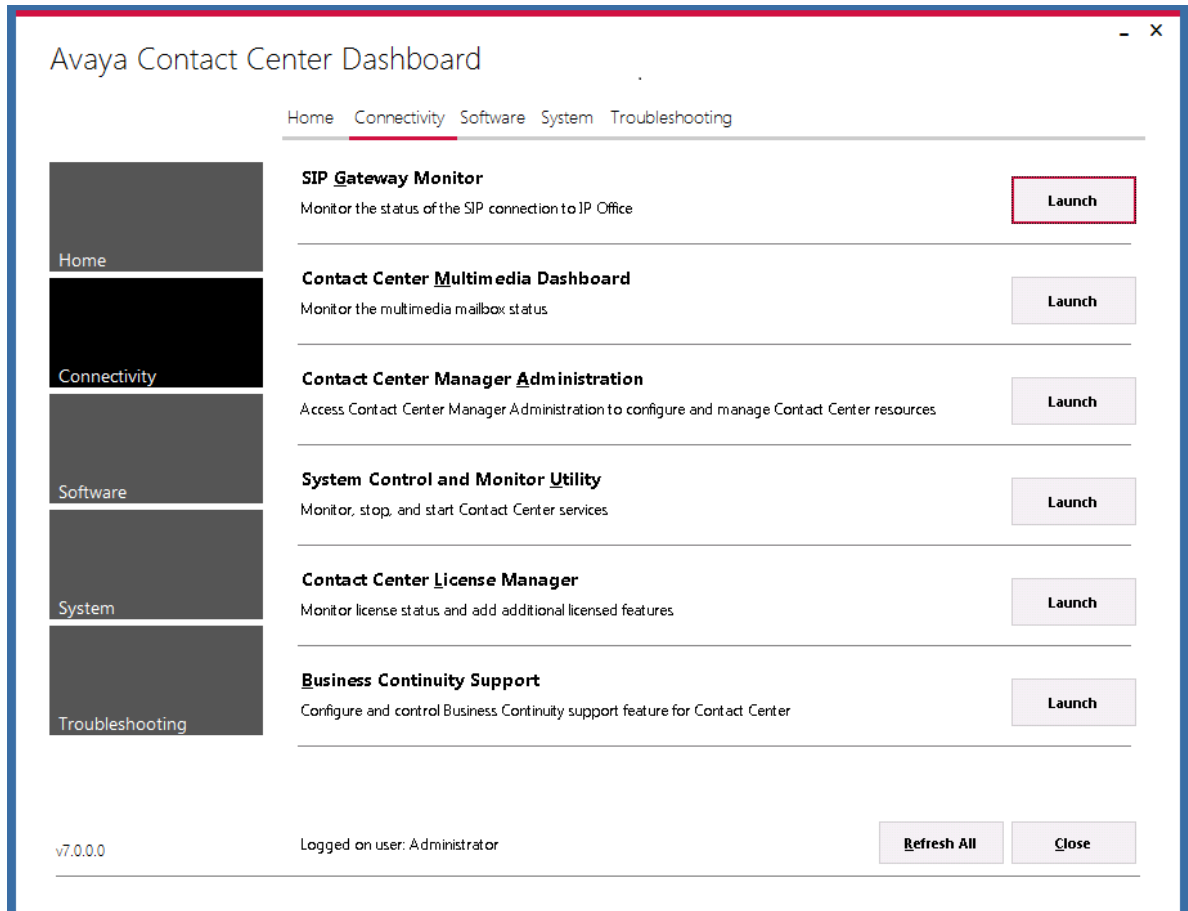 Avaya Contact Center Dashboard
Home Connectivity Software System Troubleshooting
Home
Connectivity
Software
System
Troubleshooting
SIP Gateway Monitor
Monitor the status of the SIP connection to IP Office
Launch
Contact Center Multimedia Dashboard
Monitor the multimedia mailbox status
Launch
Contact Center Manager Administration
Access Contact Center Manager Administration to configure and manage Contact Center resources
Launch
System Control and Monitor Utility
Monitor, stop, and start Contact Center services
Launch
Contact Center License Manager
Monitor license status and add additional licensed features
Launch
Business Continuity Support
Configure and control Business Continuity support feature for Contact Center
Launch
v7.0.0.0
Logged on user: Administrator
Refresh All
Close